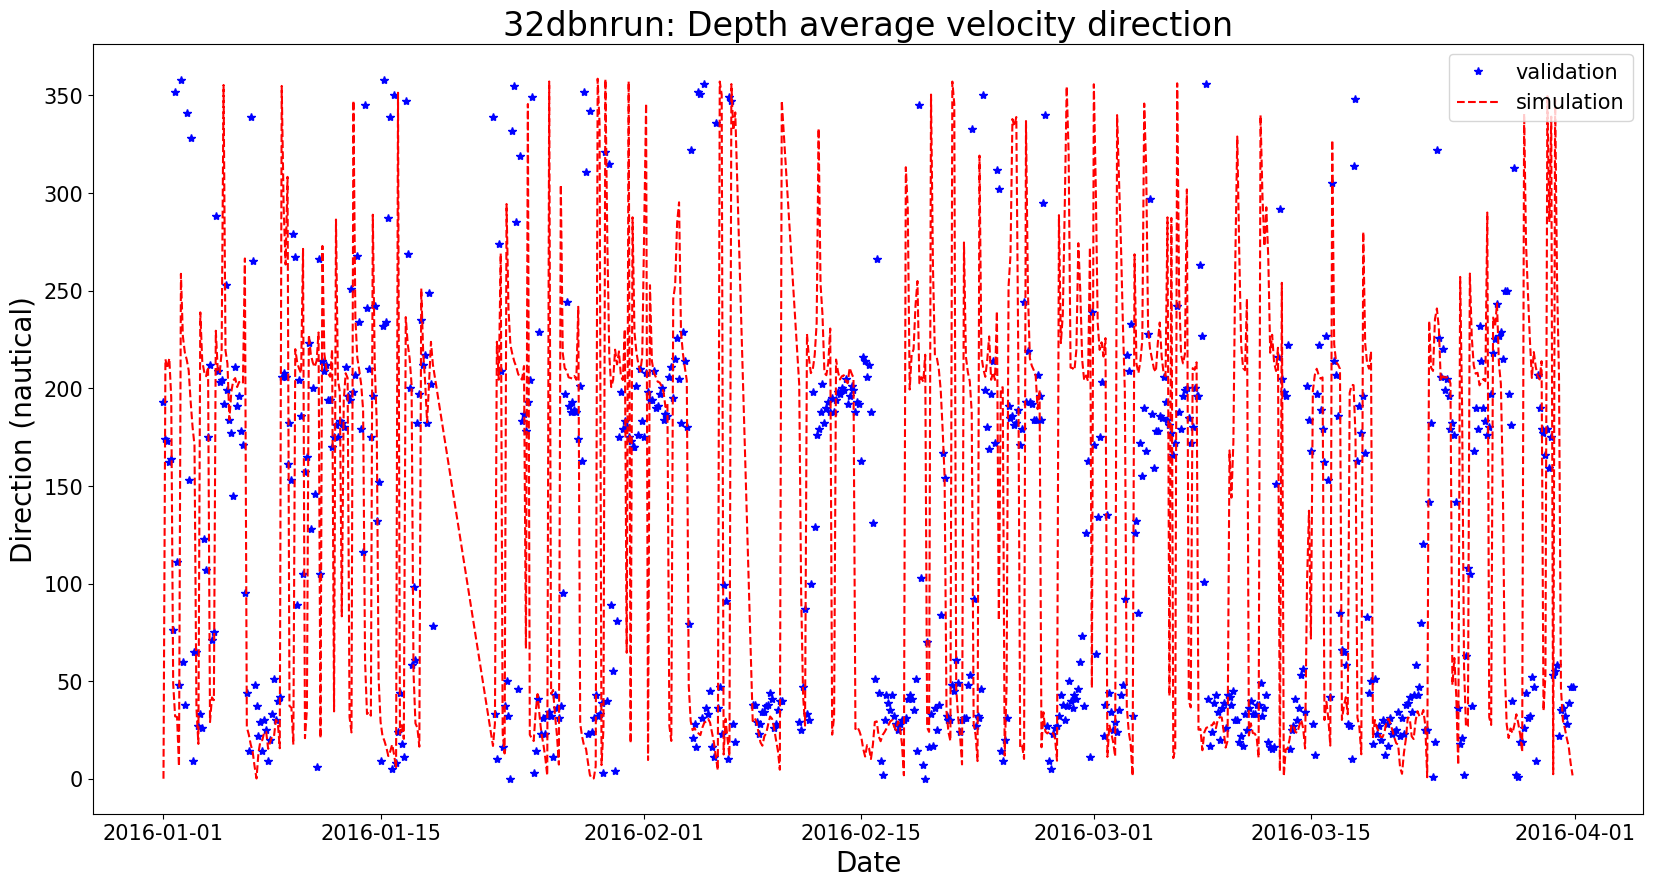 32dbnrun: Depth average velocity direction
validation
simulation
Direction (nautical)
350
300
250
200
150
100
50
0
2016-01-01 2016-01-15 2016-02-01 2016-02-15 2016-03-01 2016-03-15 2016-04-01
Date